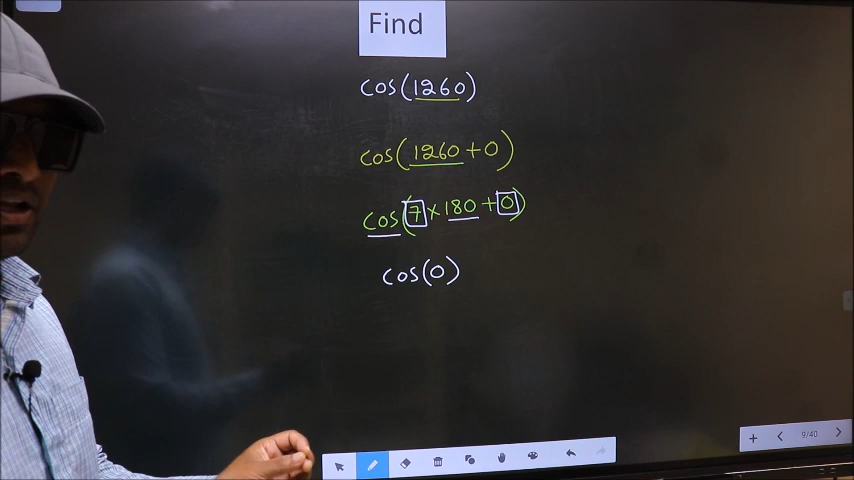 Find
cos(1260)
cos(1260+0)
cos(7×180+0)
cos(0)
9/40